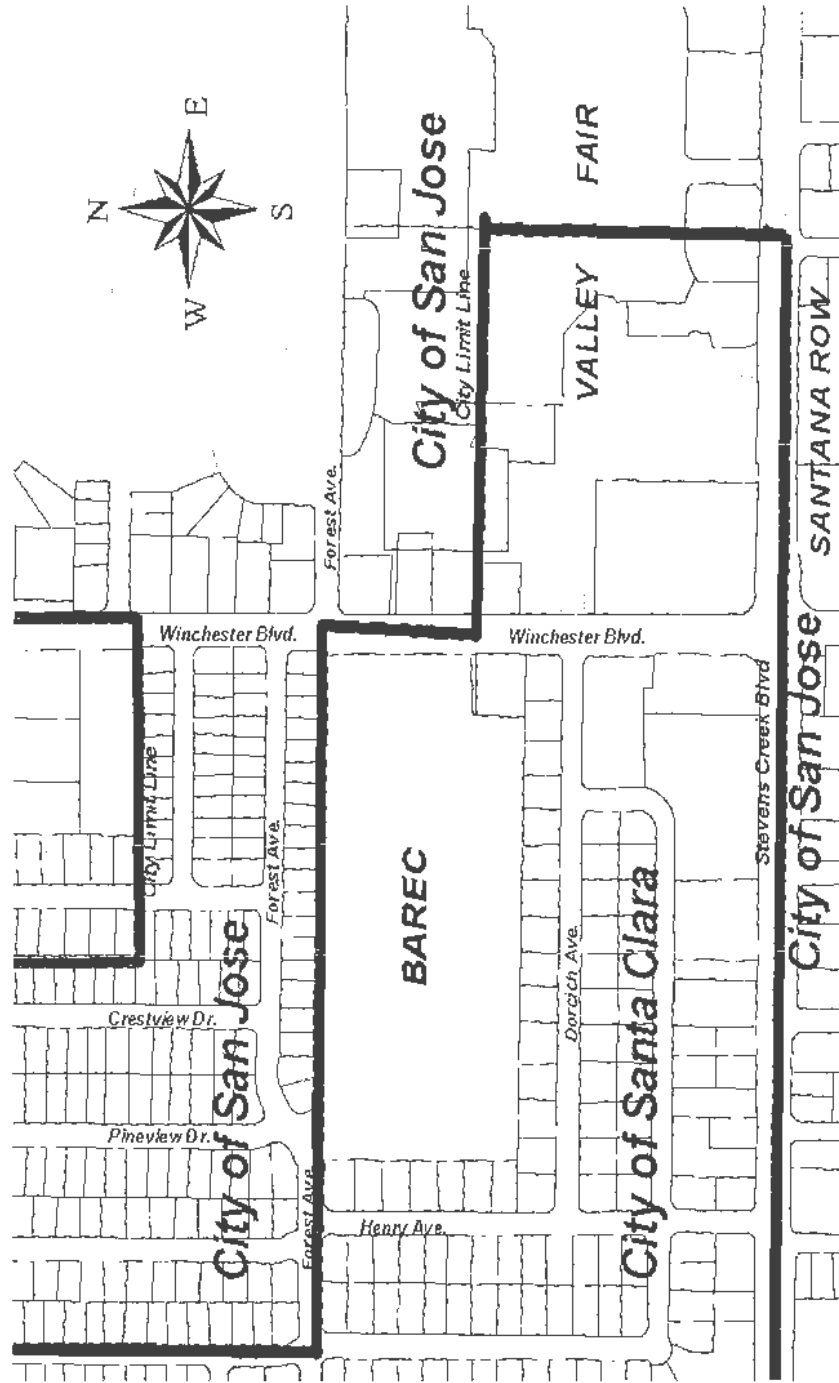 N
E
S
W
City of San Jose
City Limit Line
FAIR
VALLEY
Forest Ave.
Winchester Blvd.
Winchester Blvd.
SANTANA ROW
City Limit Line
Forest Ave.
Stevens Creek Blvd
City of San Jose
BAREC
Dorcich Ave.
City of San Jose
City of Santa Clara
Crestview Dr.
Pineview Dr.
Forest Ave.
Henry Ave.